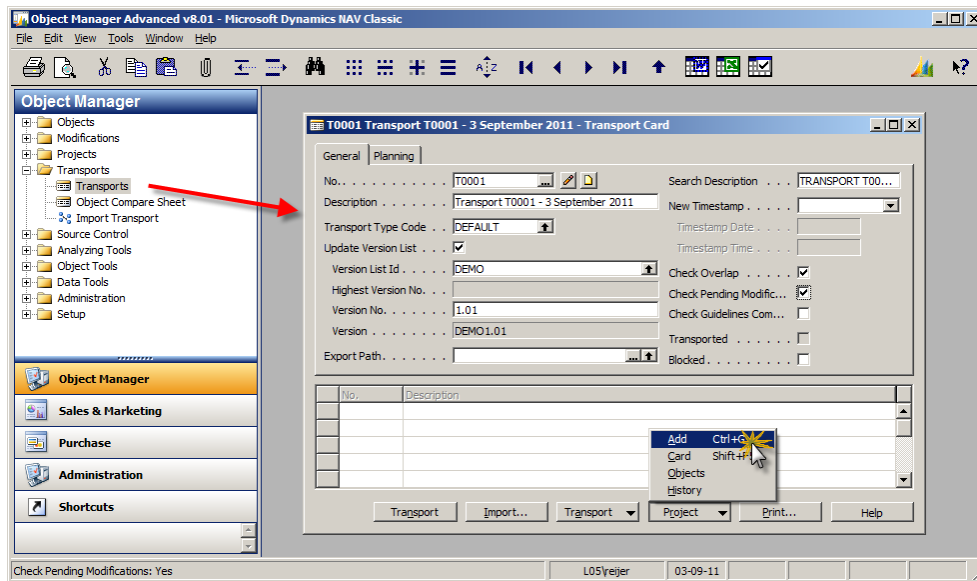 Object Manager Advanced v8.01 - Microsoft Dynamics NAV Classic
File Edit View Tools Window Help
Object Manager
Objects
Modifications
Projects
Transports
Transports
Object Compare Sheet
Import Transport
Source Control
Analyzing Tools
Object Tools
Data Tools
Administration
Setup
Object Manager
Sales & Marketing
Purchase
Administration
Shortcuts
T0001 Transport T0001 - 3 September 2011 - Transport Card
General Planning
No.. . . . . . . . . . . T0001 ...
Description . . . . . . . . Transport T0001 - 3 September 2011
Transport Type Code . . DEFAULT
Update Version List . . .
Version List Id . . . . . DEMO
Highest Version No. . . .
Version No. . . . . . . . 1.01
Version . . . . . . . . . DEMO1.01
Export Path. . . . . . . ...
Search Description . . . TRANSPORT T00...
New Timestamp . . . . .
Timestamp Date . . . .
Timestamp Time . . . .
Check Overlap . . . . .
Check Pending Modific...
Check Guidelines Com...
Transported . . . . . .
Blocked . . . . . . . . .
No. Description
Add
Card
Objects
History
Transport Import... Transport Project Print... Help
Check Pending Modifications: Yes L05\reijer 03-09-11